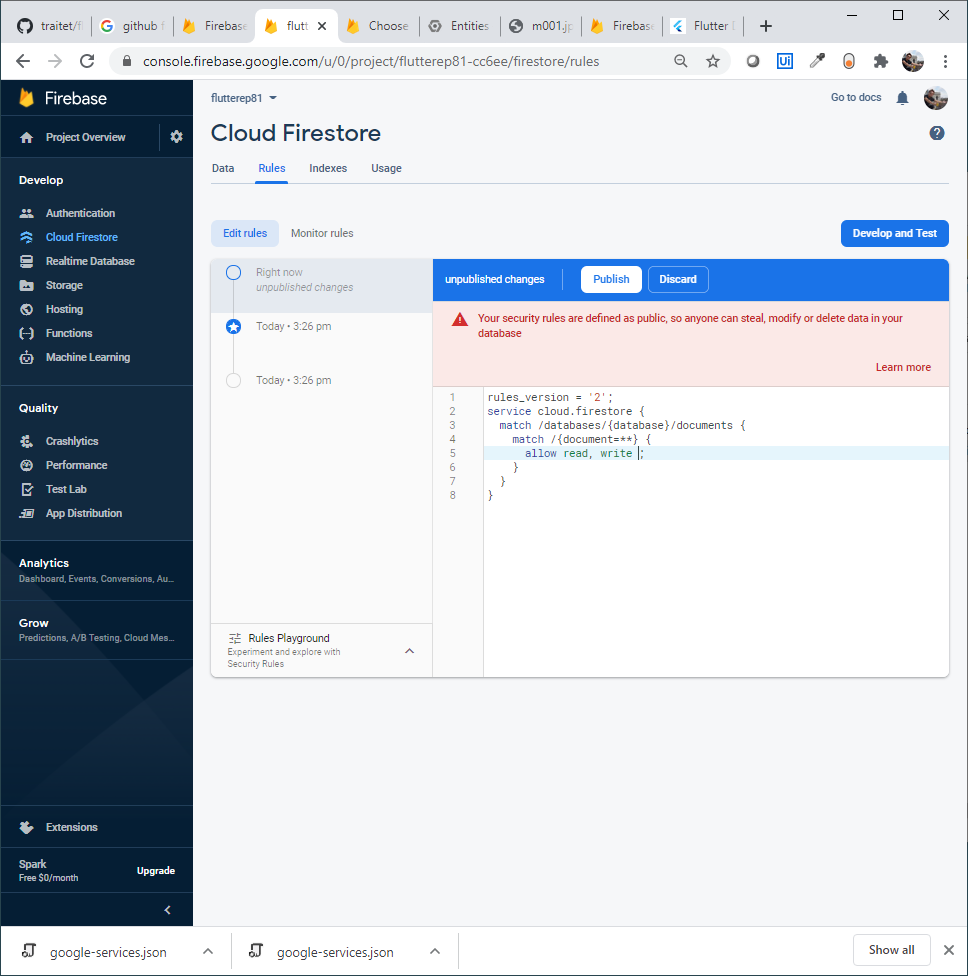 traitet/f
github f
Firebase
flutt
Choose
Entities
m001.jp
Firebase
Flutter
console.firebase.google.com/u/0/project/flutterep81-cc6ee/firestore/rules
Ui
Firebase
Project Overview
Develop
Authentication
Cloud Firestore
Realtime Database
Storage
Hosting
Functions
Machine Learning
Quality
Crashlytics
Performance
Test Lab
App Distribution
Analytics
Dashboard, Events, Conversions, Au...
Grow
Predictions, A/B Testing, Cloud Mes...
Extensions
Spark
Free $0/month
Upgrade
flutterep81
Go to docs
Cloud Firestore
?
Data
Rules
Indexes
Usage
Edit rules
Monitor rules
Develop and Test
Right now
unpublished changes
Today • 3:26 pm
Today • 3:26 pm
Rules Playground
Experiment and explore with
Security Rules
unpublished changes
Publish
Discard
Your security rules are defined as public, so anyone can steal, modify or delete data in your
database
Learn more
1 rules_version = '2';
2 service cloud.firestore {
3 match /databases/{database}/documents {
4 match /{document=**} {
5 allow read, write ;
6 }
7 }
8 }
google-services.json
google-services.json
Show all